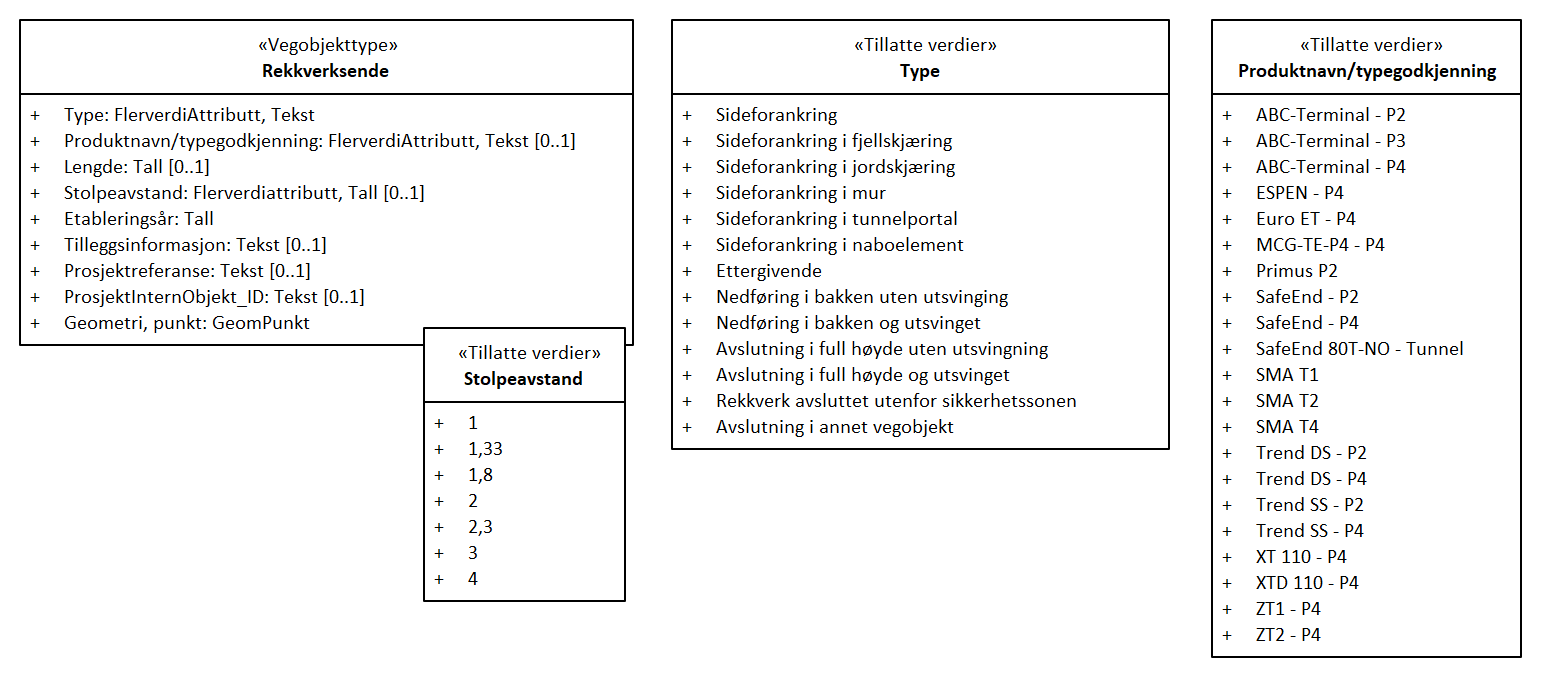 «Vegobjekttype»
Rekkverksende
+ Type: FlerverdiAttributt, Tekst
+ Produktnavn/typegodkjenning: FlerverdiAttributt, Tekst [0..1]
+ Lengde: Tall [0..1]
+ Stolpeavstand: Flerverdiattributt, Tall [0..1]
+ Etableringsår: Tall
+ Tilleggsinformasjon: Tekst [0..1]
+ Prosjektreferanse: Tekst [0..1]
+ ProsjektInternObjekt_ID: Tekst [0..1]
+ Geometri, punkt: GeomPunkt
«Tillatte verdier»
Stolpeavstand
+ 1
+ 1,33
+ 1,8
+ 2
+ 2,3
+ 3
+ 4
«Tillatte verdier»
Type
+ Sideforankring
+ Sideforankring i fjellskjæring
+ Sideforankring i jordskjæring
+ Sideforankring i mur
+ Sideforankring i tunnelportal
+ Sideforankring i naboelement
+ Ettergivende
+ Nedføring i bakken uten utsvinging
+ Nedføring i bakken og utsvinget
+ Avslutning i full høyde uten utsvingning
+ Avslutning i full høyde og utsvinget
+ Rekkverk avsluttet utenfor sikkerhetssonen
+ Avslutning i annet vegobjekt
«Tillatte verdier»
Produktnavn/typegodkjenning
+ ABC-Terminal - P2
+ ABC-Terminal - P3
+ ABC-Terminal - P4
+ ESPEN - P4
+ Euro ET - P4
+ MCG-TE-P4 - P4
+ Primus P2
+ SafeEnd - P2
+ SafeEnd - P4
+ SafeEnd 80T-NO - Tunnel
+ SMA T1
+ SMA T2
+ SMA T4
+ Trend DS - P2
+ Trend DS - P4
+ Trend SS - P2
+ Trend SS - P4
+ XT 110 - P4
+ XTD 110 - P4
+ ZT1 - P4
+ ZT2 - P4